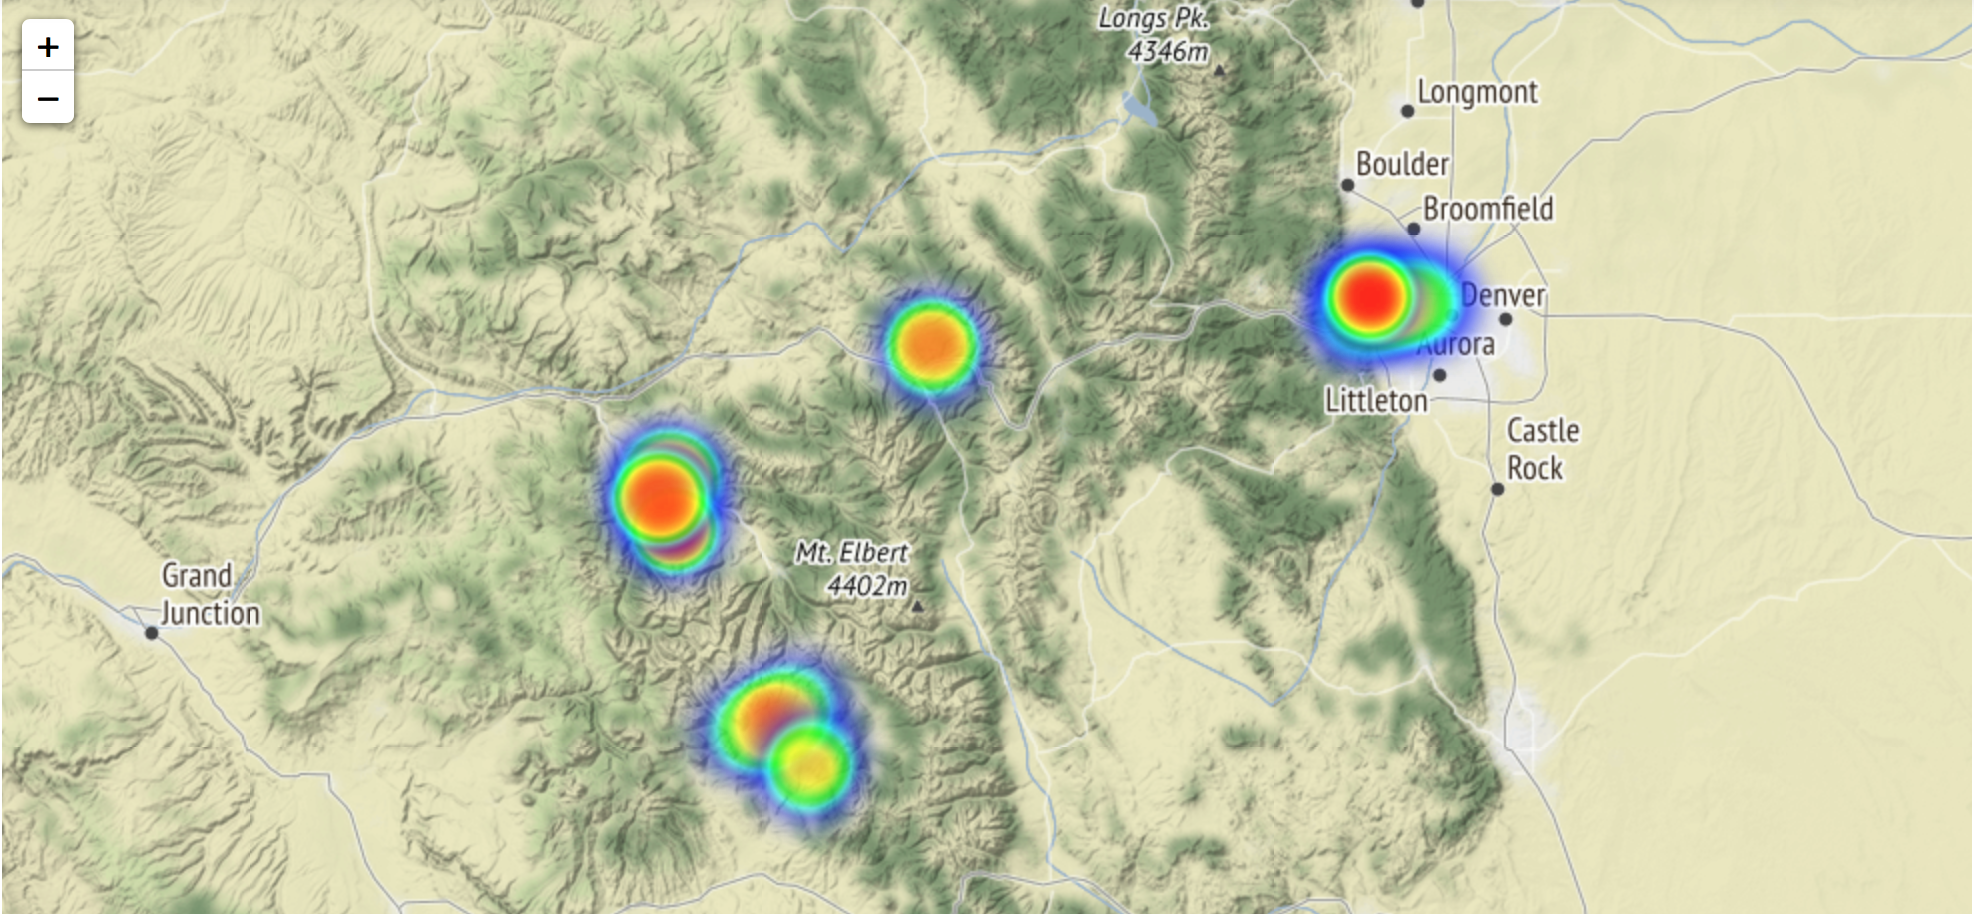 +
−
Longs Pk.
4346m
Longmont
Boulder
Broomfield
Denver
Aurora
Littleton
Castle
Rock
Mt. Elbert
4402m
Grand
Junction